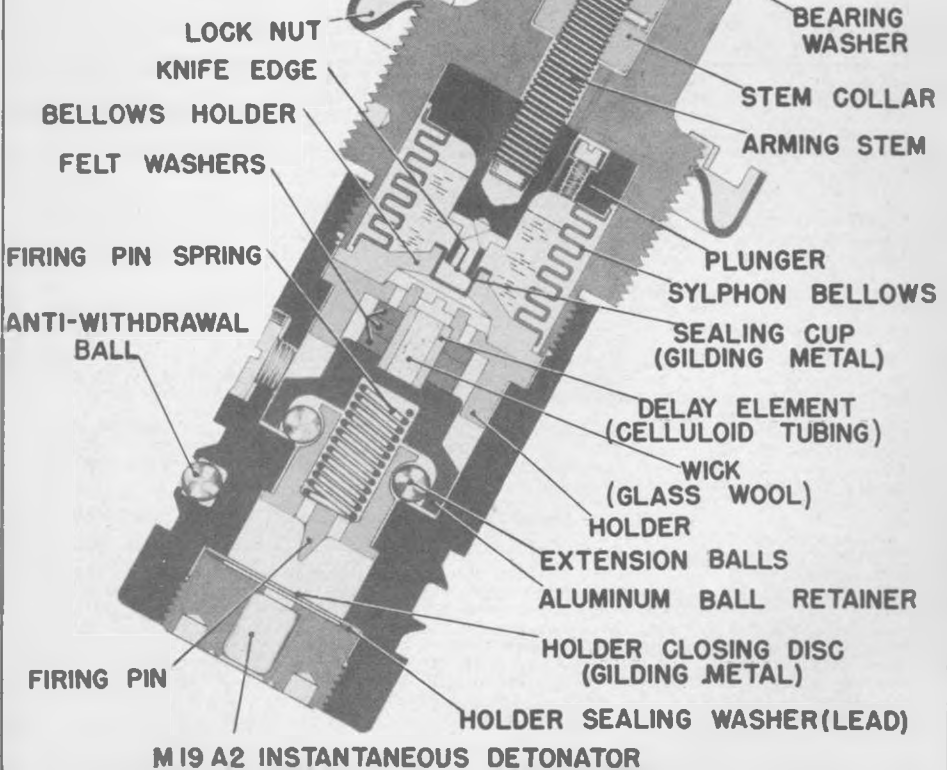 LOCK NUT
KNIFE EDGE
BELLOWS HOLDER
FELT WASHERS
FIRING PIN SPRING
ANTI-WITHDRAWAL
BALL
FIRING PIN
M19 A2 INSTANTANEOUS DETONATOR
BEARING
WASHER
STEM COLLAR
ARMING STEM
PLUNGER
SYLPHON BELLOWS
SEALING CUP
(GILDING METAL)
DELAY ELEMENT
(CELLULOID TUBING)
WICK
(GLASS WOOL)
HOLDER
EXTENSION BALLS
ALUMINUM BALL RETAINER
HOLDER CLOSING DISC
(GILDING METAL)
HOLDER SEALING WASHER(LEAD)